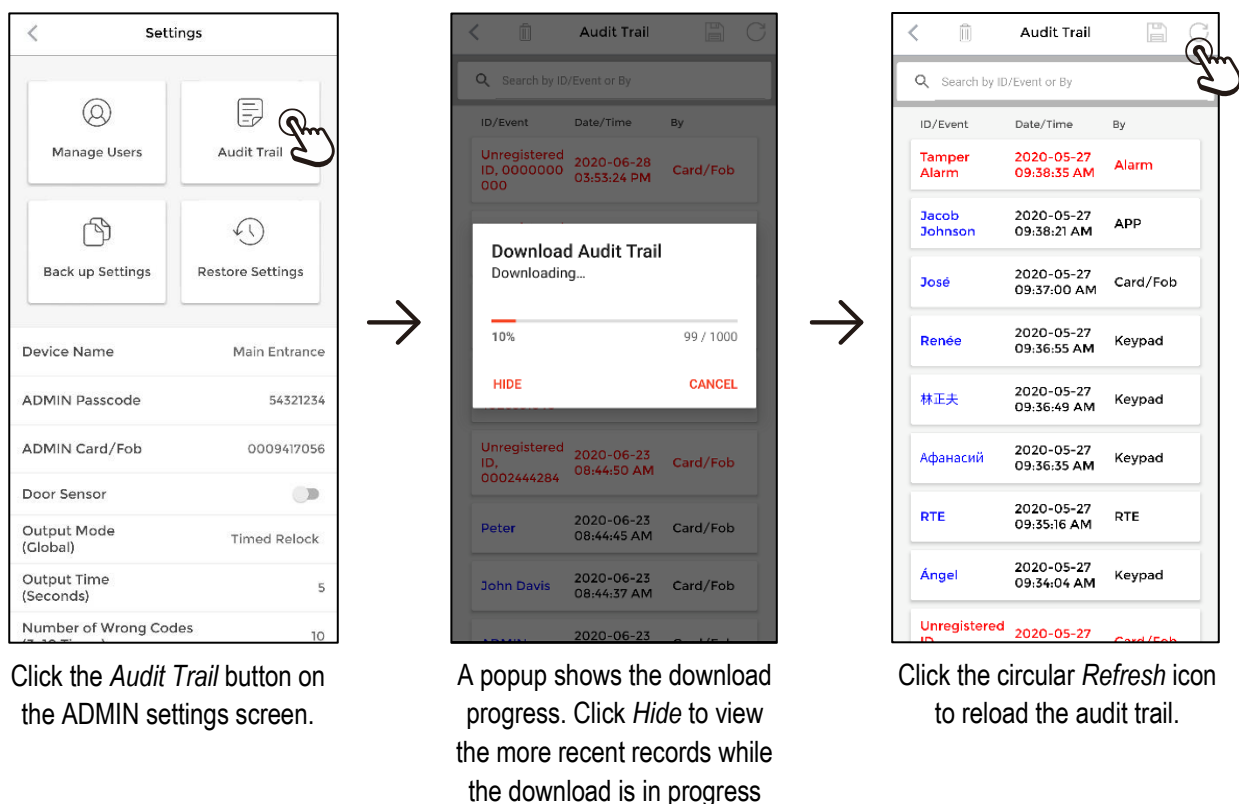 Settings
Manage Users
Audit Trail
Back up Settings
Restore Settings
Device Name Main Entrance
ADMIN Passcode 54321234
ADMIN Card/Fob 0009417056
Door Sensor
Output Mode
(Global) Timed Relock
Output Time
(Seconds) 5
Number of Wrong Codes
10
Click the Audit Trail button on
the ADMIN settings screen.
Audit Trail
Search by ID/Event or By
ID/Event Date/Time By
Unregistered
ID, 0000000
000
2020-06-28
03:53:24 PM
Card/Fob
Download Audit Trail
Downloading...
10% 99 / 1000
HIDE CANCEL
Unregistered
ID,
0002444284
2020-06-23
08:44:50 AM
Card/Fob
Peter
2020-06-23
08:44:45 AM
Card/Fob
John Davis
2020-06-23
08:44:37 AM
Card/Fob
2020-06-23
A popup shows the download
progress. Click Hide to view
the more recent records while
the download is in progress
Audit Trail
Search by ID/Event or By
ID/Event Date/Time By
Tamper
Alarm
2020-05-27
09:38:35 AM
Alarm
Jacob
Johnson
2020-05-27
09:38:21 AM
APP
José
2020-05-27
09:37:00 AM
Card/Fob
Renée
2020-05-27
09:36:55 AM
Keypad
林正夫
2020-05-27
09:36:49 AM
Keypad
Афанасий
2020-05-27
09:36:35 AM
Keypad
RTE
2020-05-27
09:35:16 AM
RTE
Ángel
2020-05-27
09:34:04 AM
Keypad
Unregistered
2020-05-27
Click the circular Refresh icon
to reload the audit trail.